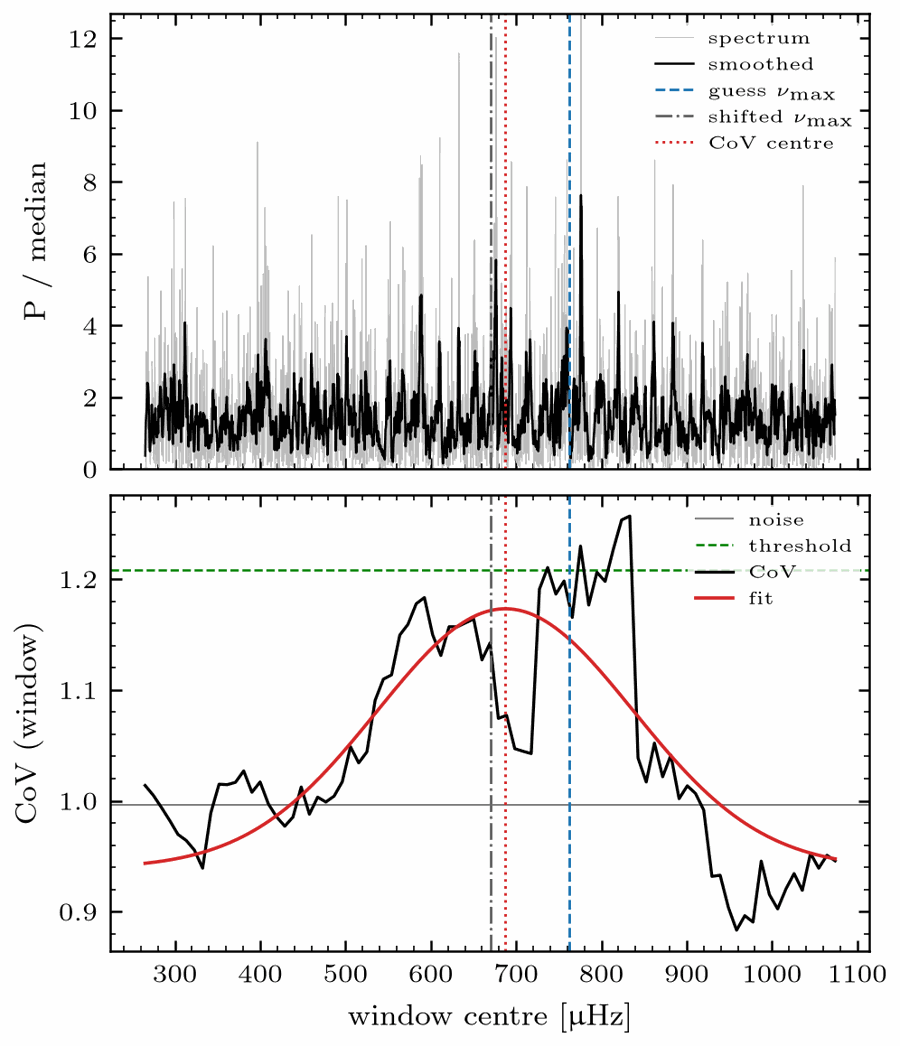 12
10
8
6
4
2
0
P / median
spectrum
smoothed
guess νmax
shifted νmax
CoV centre
1.2
1.1
1.0
0.9
CoV (window)
noise
threshold
CoV
fit
300 400 500 600 700 800 900 1000 1100
window centre [μHz]